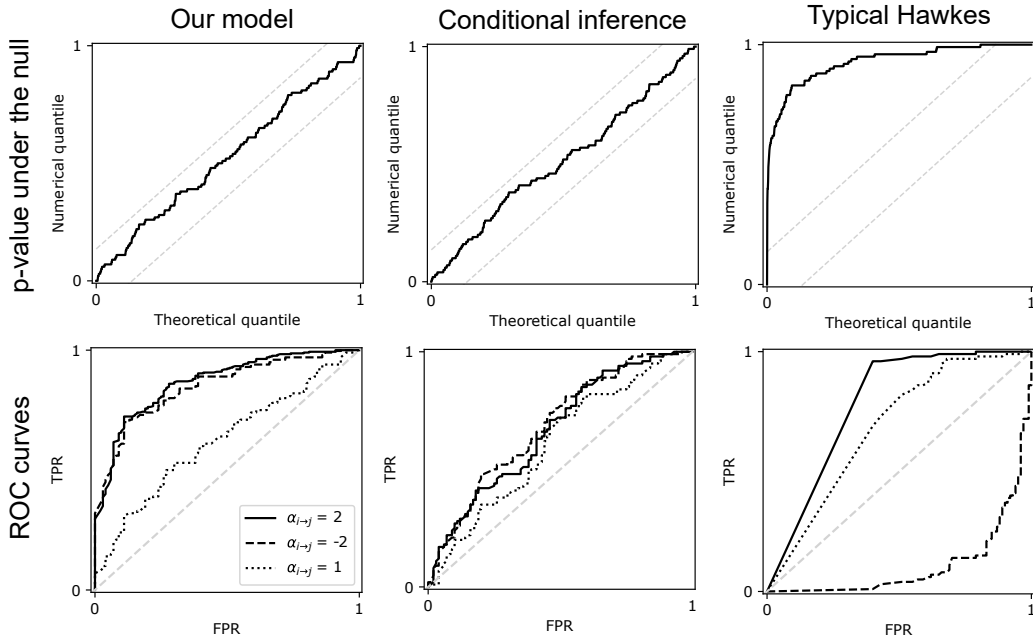 Our model
Conditional inference
Typical Hawkes
p-value under the null
Numerical quantile
1
0
0
1
Theoretical quantile
Numerical quantile
1
0
0
1
Theoretical quantile
Numerical quantile
1
0
0
1
Theoretical quantile
ROC curves
TPR
1
0
0
1
FPR
α i→j = 2
α i→j = -2
α i→j = 1
TPR
1
0
0
1
FPR
TPR
1
0
0
1
FPR